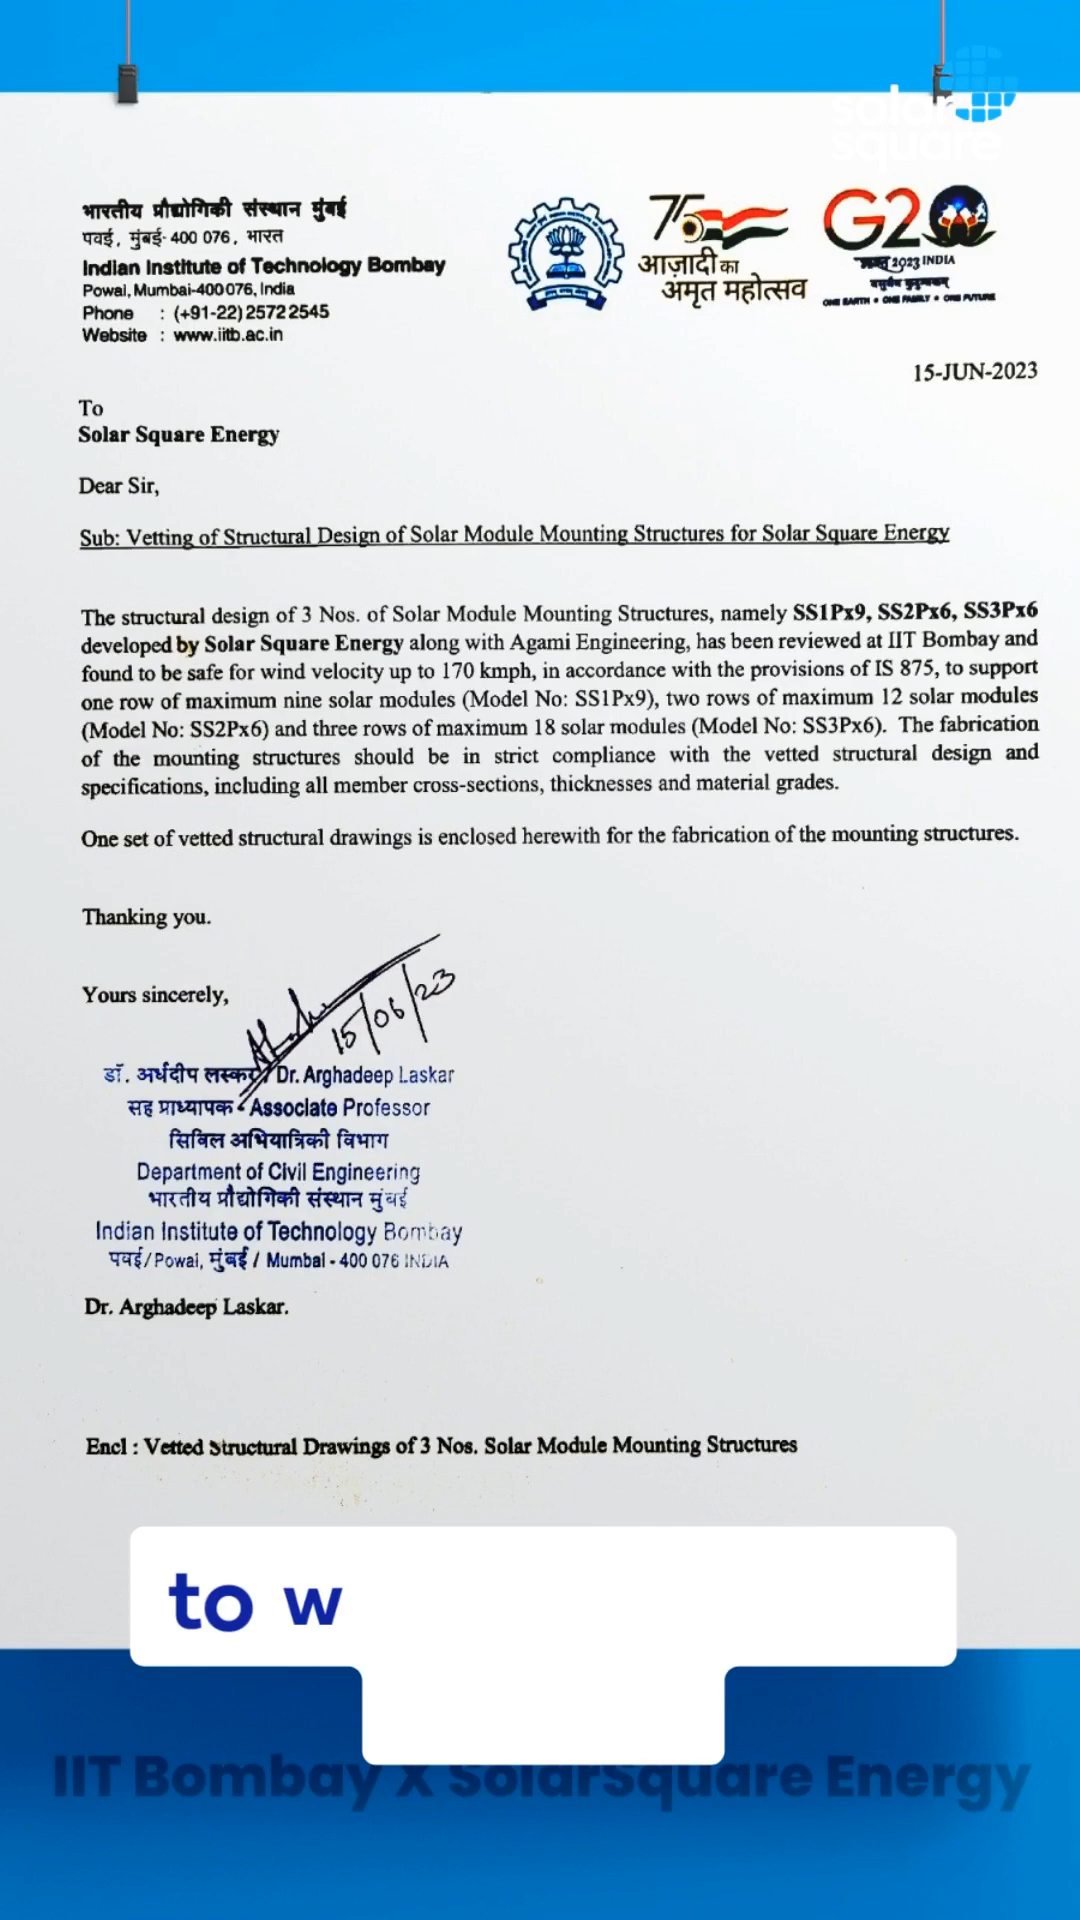 solar
square
भारतीय प्रौद्योगिकी संस्थान मुंबई
पवई, मुंबई- 400 076, भारत
Indian Institute of Technology Bombay
Powai, Mumbai-400 076, India
Phone : (+91-22) 2572 2545
Website : www.iitb.ac.in
75
आज़ादी का
अमृत महोत्सव
G20
भारत 2023 INDIA
वसुधैव कुटुम्बकम्
ONE EARTH • ONE FAMILY • ONE FUTURE
15-JUN-2023
To
Solar Square Energy
Dear Sir,
Sub: Vetting of Structural Design of Solar Module Mounting Structures for Solar Square Energy
The structural design of 3 Nos. of Solar Module Mounting Structures, namely SS1Px9, SS2Px6, SS3Px6
developed by Solar Square Energy along with Agami Engineering, has been reviewed at IIT Bombay and
found to be safe for wind velocity up to 170 kmph, in accordance with the provisions of IS 875, to support
one row of maximum nine solar modules (Model No: SS1Px9), two rows of maximum 12 solar modules
(Model No: SS2Px6) and three rows of maximum 18 solar modules (Model No: SS3Px6). The fabrication
of the mounting structures should be in strict compliance with the vetted structural design and
specifications, including all member cross-sections, thicknesses and material grades.
One set of vetted structural drawings is enclosed herewith for the fabrication of the mounting structures.
Thanking you.
Yours sincerely,
15/06/23
डॉ. अर्धदीप लस्कर / Dr. Arghadeep Laskar
सह प्राध्यापक - Associate Professor
सिविल अभियांत्रिकी विभाग
Department of Civil Engineering
भारतीय प्रौद्योगिकी संस्थान मुंबई
Indian Institute of Technology Bombay
पवई/Powai, मुंबई / Mumbai - 400 076 INDIA
Dr. Arghadeep Laskar.
Encl : Vetted Structural Drawings of 3 Nos. Solar Module Mounting Structures
to w
IIT Bombay X SolarSquare Energy